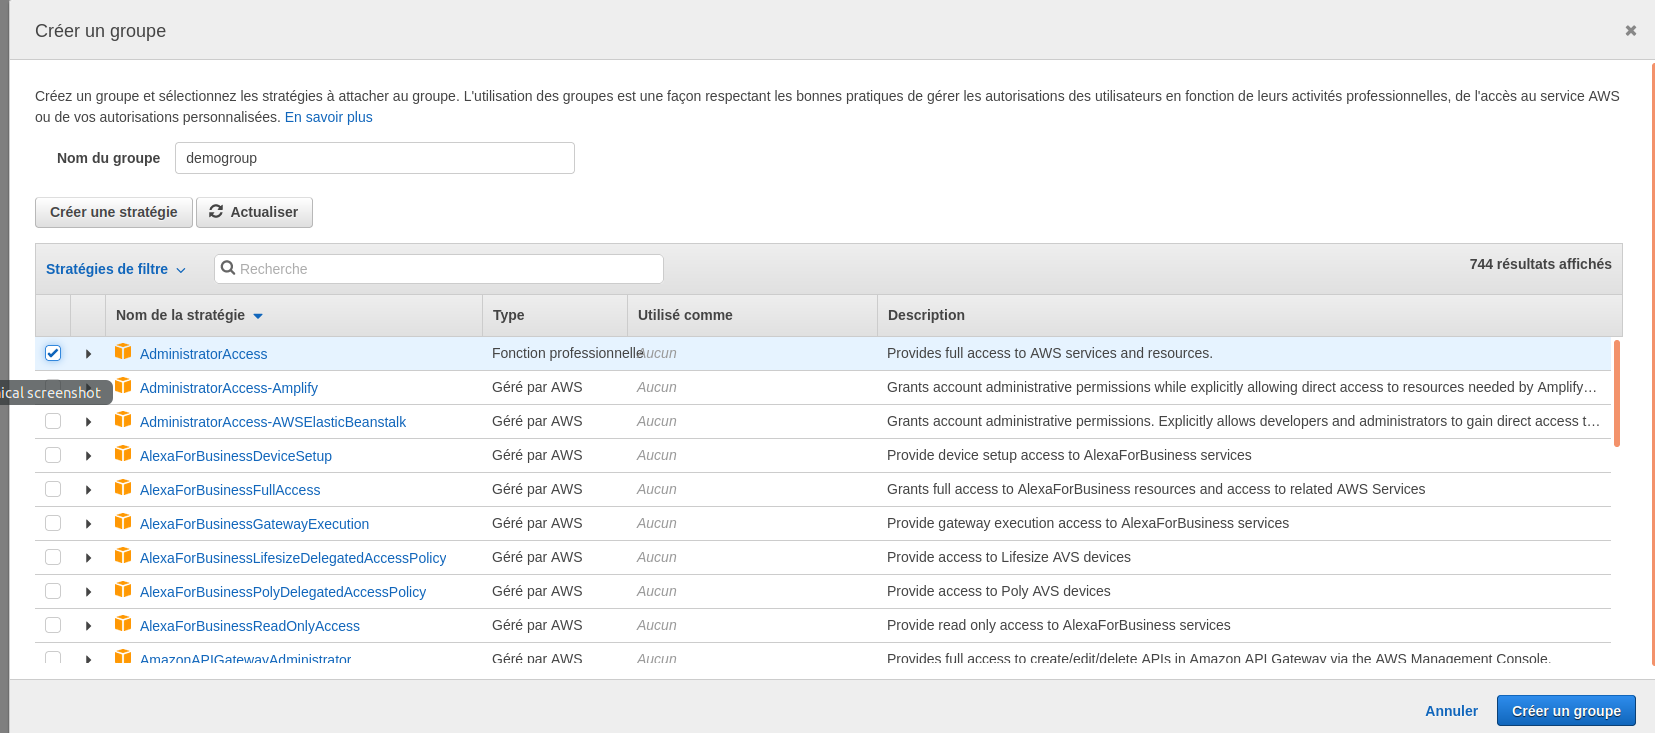 Créer un groupe
Créez un groupe et sélectionnez les stratégies à attacher au groupe. L'utilisation des groupes est une façon respectant les bonnes pratiques de gérer les autorisations des utilisateurs en fonction de leurs activités professionnelles, de l'accès au service AWS
ou de vos autorisations personnalisées. En savoir plus
Nom du groupe demogroup
Créer une stratégie Actualiser
Stratégies de filtre Recherche 744 résultats affichés
Nom de la stratégie Type Utilisé comme Description
AdministratorAccess Fonction professionnelle Aucun Provides full access to AWS services and resources.
AdministratorAccess-Amplify Géré par AWS Aucun Grants account administrative permissions while explicitly allowing direct access to resources needed by Amplify…
screenshot
AdministratorAccess-AWSElasticBeanstalk Géré par AWS Aucun Grants account administrative permissions. Explicitly allows developers and administrators to gain direct access t…
AlexaForBusinessDeviceSetup Géré par AWS Aucun Provide device setup access to AlexaForBusiness services
AlexaForBusinessFullAccess Géré par AWS Aucun Grants full access to AlexaForBusiness resources and access to related AWS Services
AlexaForBusinessGatewayExecution Géré par AWS Aucun Provide gateway execution access to AlexaForBusiness services
AlexaForBusinessLifesizeDelegatedAccessPolicy Géré par AWS Aucun Provide access to Lifesize AVS devices
AlexaForBusinessPolyDelegatedAccessPolicy Géré par AWS Aucun Provide access to Poly AVS devices
AlexaForBusinessReadOnlyAccess Géré par AWS Aucun Provide read only access to AlexaForBusiness services
AmazonAPIGatewayAdministrator Géré par AWS Aucun Provides full access to create/edit/delete APIs in Amazon API Gateway via the AWS Management Console.
Annuler Créer un groupe